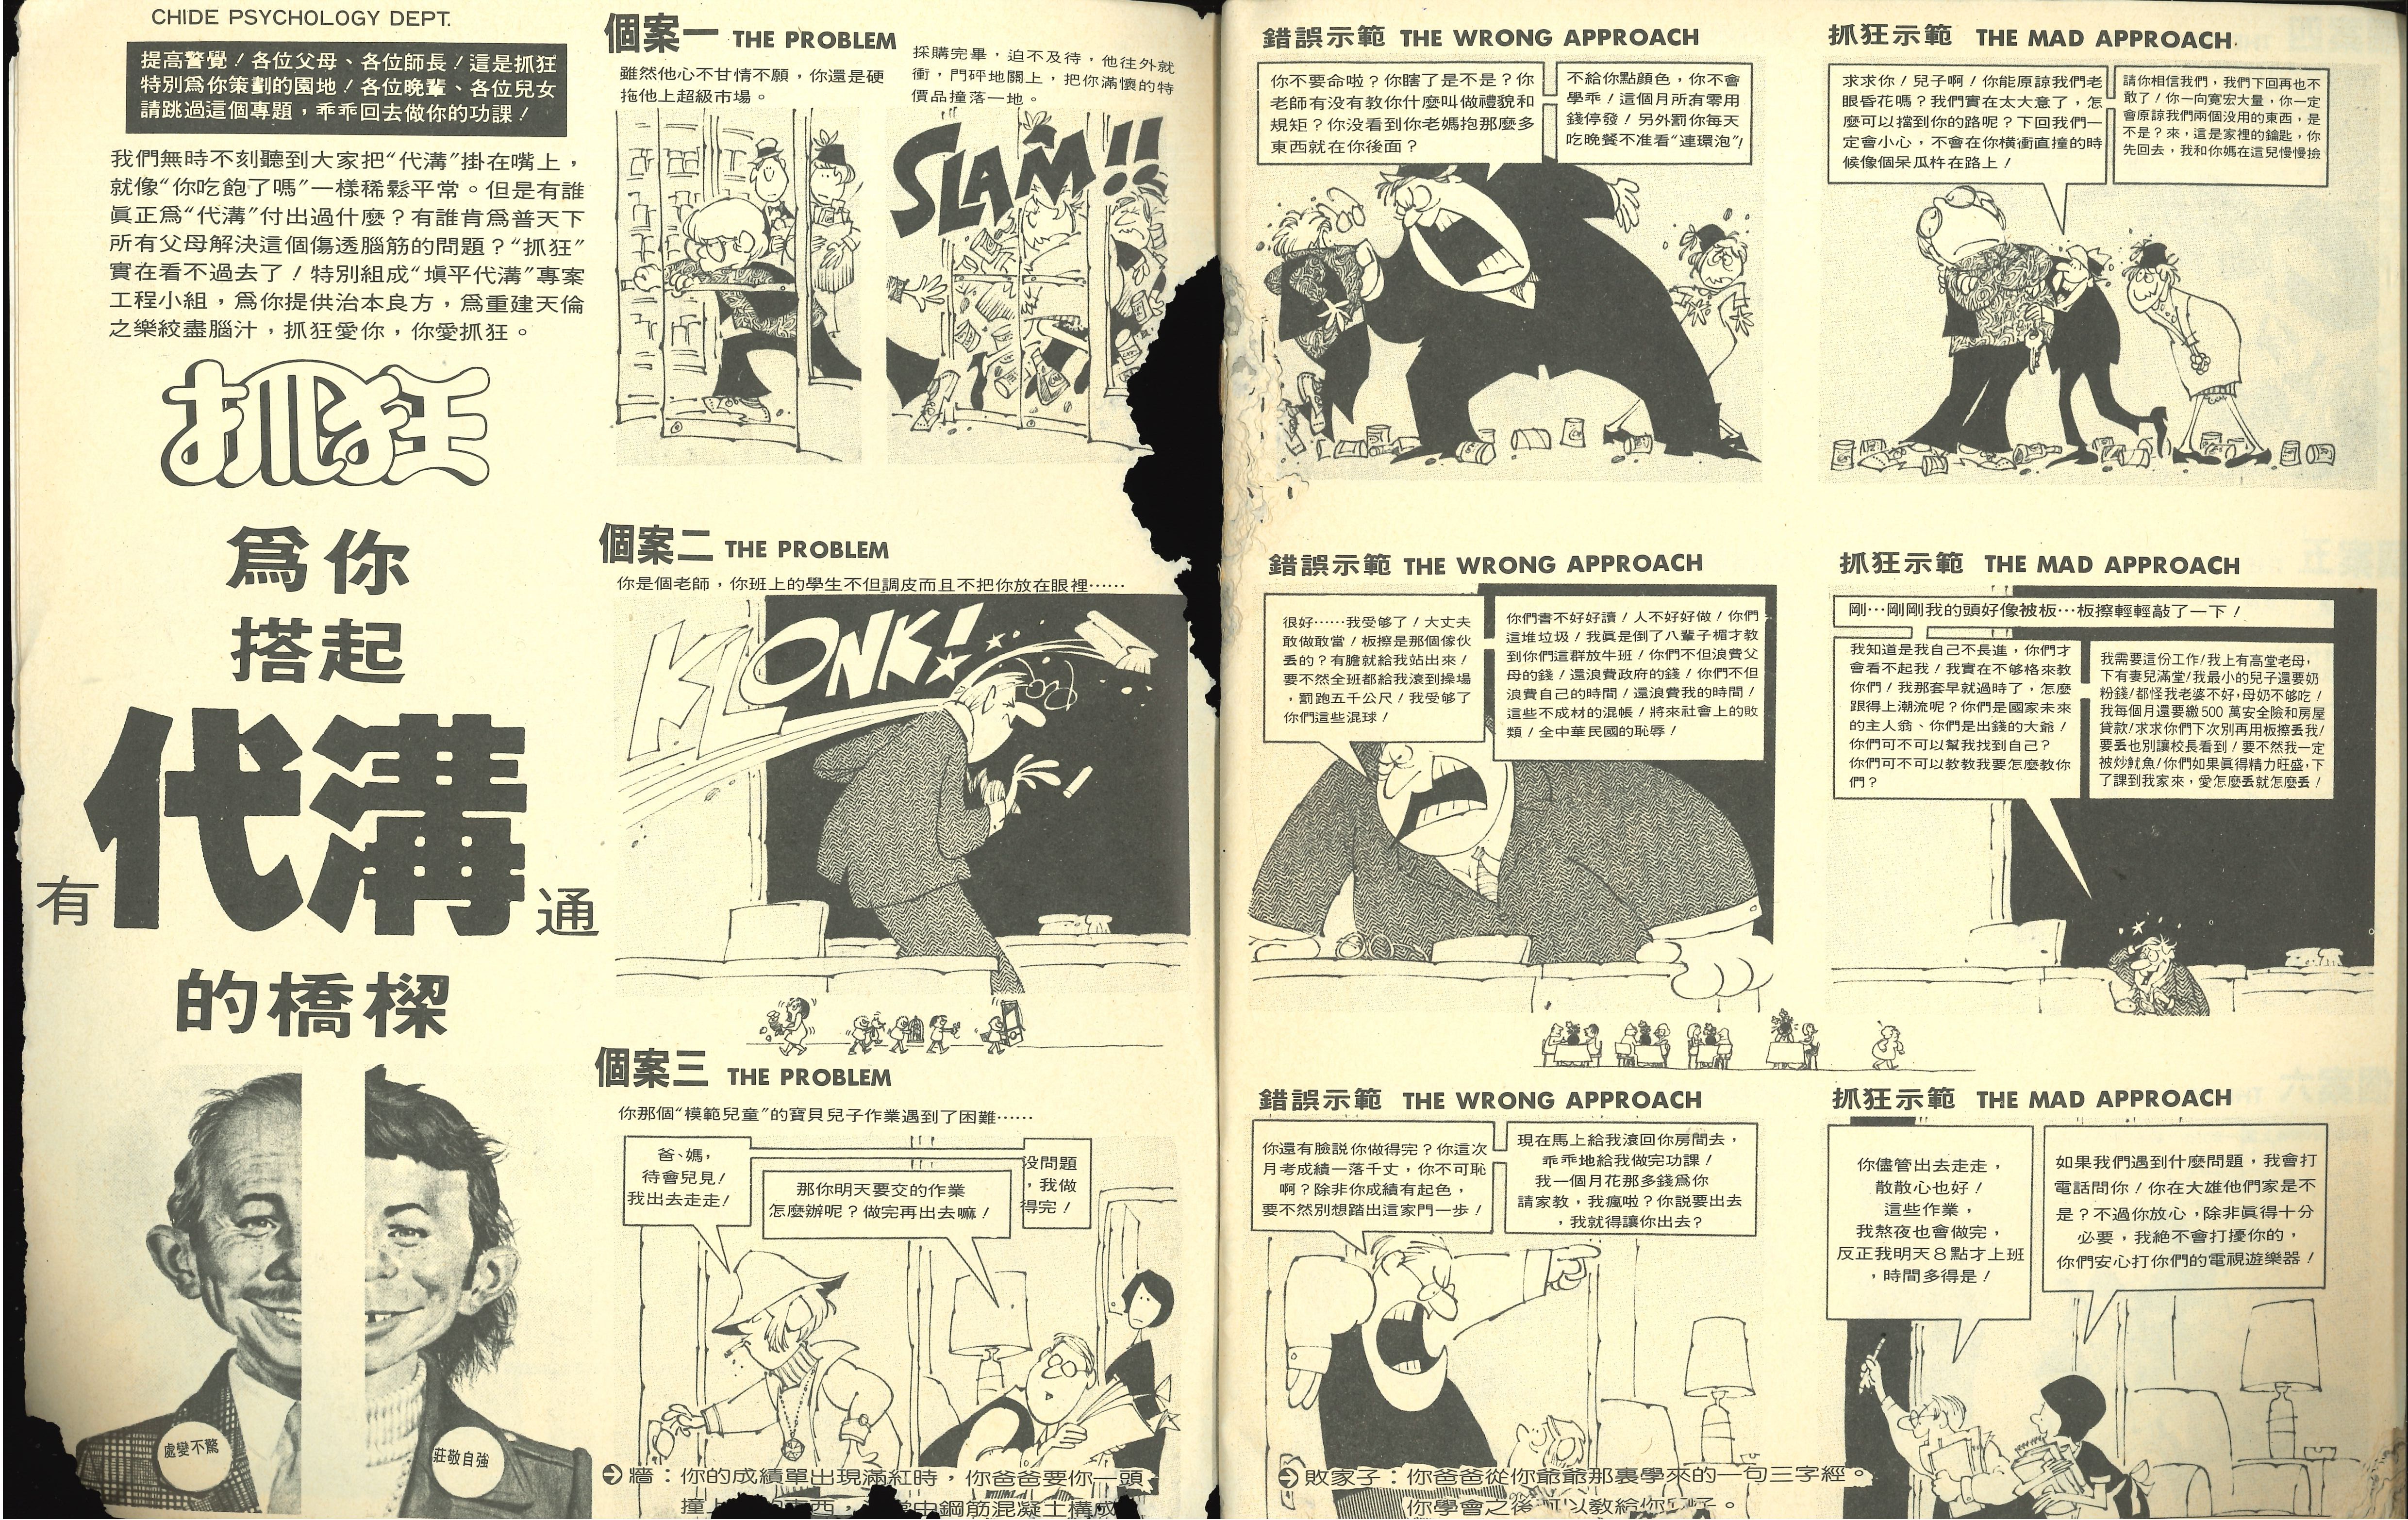 CHIDE PSYCHOLOGY DEPT.
提高警覺！各位父母、各位師長！這是抓狂
特別爲你策劃的園地！各位晚輩、各位兒女
請跳過這個專題，乖乖回去做你的功課！
我們無時不刻聽到大家把“代溝”掛在嘴上，
就像“你吃飽了嗎”一樣稀鬆平常。但是有誰
眞正爲“代溝”付出過什麼？有誰肯爲普天下
所有父母解決這個傷透腦筋的問題？“抓狂”
實在看不過去了！特別組成“塡平代溝”專案
工程小組，爲你提供治本良方，爲重建天倫
之樂絞盡腦汁，抓狂愛你，你愛抓狂。
抓狂
爲你
搭起
有代溝通
的橋樑
處變不驚
莊敬自強
個案一 THE PROBLEM
雖然他心不甘情不願，你還是硬
拖他上超級市場。
採購完畢，迫不及待，他往外就
衝，門砰地關上，把你滿懷的特
價品撞落一地。
SLAM!!
錯誤示範 THE WRONG APPROACH
你不要命啦？你瞎了是不是？你
老師有没有教你什麼叫做禮貌和
規矩？你没看到你老媽抱那麼多
東西就在你後面？
不給你點顔色，你不會
學乖！這個月所有零用
錢停發！另外罰你每天
吃晚餐不准看“連環泡”！
抓狂示範 THE MAD APPROACH
求求你！兒子啊！你能原諒我們老
眼昏花嗎？我們實在太大意了，怎
麼可以擋到你的路呢？下回我們一
定會小心，不會在你橫衝直撞的時
候像個呆瓜杵在路上！
請你相信我們，我們下回再也不
敢了！你一向寬宏大量，你一定
會原諒我們兩個没用的東西，是
不是？來，這是家裡的鑰匙，你
先回去，我和你媽在這兒慢慢撿
個案二 THE PROBLEM
你是個老師，你班上的學生不但調皮而且不把你放在眼裡……
KLONK!
錯誤示範 THE WRONG APPROACH
很好……我受够了！大丈夫
敢做敢當！板擦是那個傢伙
丟的？有膽就給我站出來！
要不然全班都給我滾到操場
，罰跑五千公尺！我受够了
你們這些混球！
你們書不好好讀！人不好好做！你們
這堆垃圾！我眞是倒了八輩子楣才教
到你們這群放牛班！你們不但浪費父
母的錢！還浪費政府的錢！你們不但
浪費自己的時間！還浪費我的時間！
這些不成材的混帳！將來社會上的敗
類！全中華民國的恥辱！
抓狂示範 THE MAD APPROACH
剛…剛剛我的頭好像被板…板擦輕輕敲了一下！
我知道是我自己不長進，你們才
會看不起我！我實在不够格來教
你們！我那套早就過時了，怎麼
跟得上潮流呢？你們是國家未來
的主人翁、你們是出錢的大爺！
你們可不可以幫我找到自己？
你們可不可以教教我要怎麼教你
們？
我需要這份工作！我上有高堂老母，
下有妻兒滿堂！我最小的兒子還要奶
粉錢！都怪我老婆不好，母奶不够吃！
我每個月還要繳500萬安全險和房屋
貸款！求求你們下次別再用板擦丟我！
要丟也別讓校長看到！要不然我一定
被炒魷魚！你們如果眞得精力旺盛，下
了課到我家來，愛怎麼丟就怎麼丟！
個案三 THE PROBLEM
你那個“模範兒童”的寶貝兒子作業遇到了困難……
爸、媽，
待會兒見！
我出去走走！
那你明天要交的作業
怎麼辦呢？做完再出去嘛！
没問題
，我做
得完！
錯誤示範 THE WRONG APPROACH
你還有臉説你做得完？你這次
月考成績一落千丈，你不可恥
啊？除非你成績有起色，
要不然別想踏出這家門一步！
現在馬上給我滾回你房間去，
乖乖地給我做完功課！
我一個月花那多錢爲你
請家教，我瘋啦？你説要出去
，我就得讓你出去？
抓狂示範 THE MAD APPROACH
你儘管出去走走，
散散心也好！
這些作業，
我熬夜也會做完，
反正我明天8點才上班
，時間多得是！
如果我們遇到什麼問題，我會打
電話問你！你在大雄他們家是不
是？不過你放心，除非眞得十分
必要，我絶不會打擾你的，
你們安心打你們的電視遊樂器！
牆：你的成績單出現滿紅時，你爸爸要你一頭
撞上 東西， 鋼筋混凝土構成
敗家子：你爸爸從你爺爺那裏學來的一句三字經。
你學會之後可以教給你 子。